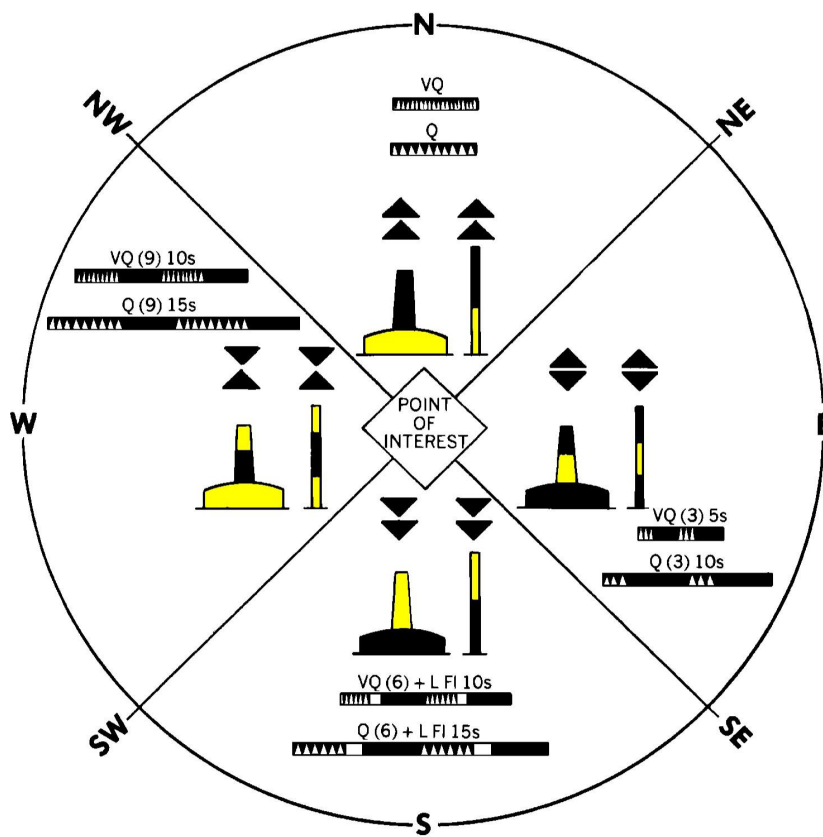 N
NW
NE
VQ
Q
VQ (9) 10s
Q (9) 15s
W
POINT
OF
INTEREST
E
VQ (3) 5s
Q (3) 10s
VQ (6) + L Fl 10s
Q (6) + L Fl 15s
SW
SE
S